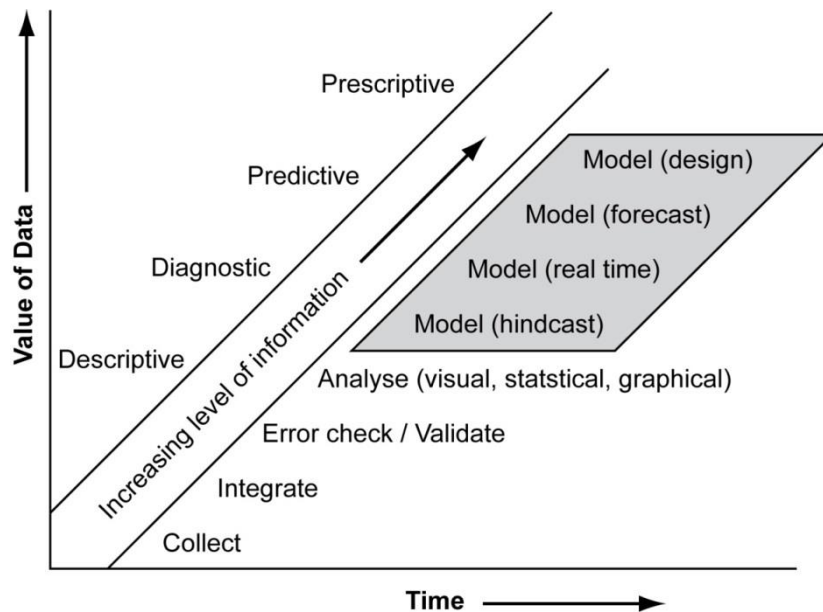 Value of Data
Prescriptive
Predictive
Diagnostic
Descriptive
Increasing level of information
Model (design)
Model (forecast)
Model (real time)
Model (hindcast)
Analyse (visual, statstical, graphical)
Error check / Validate
Integrate
Collect
Time